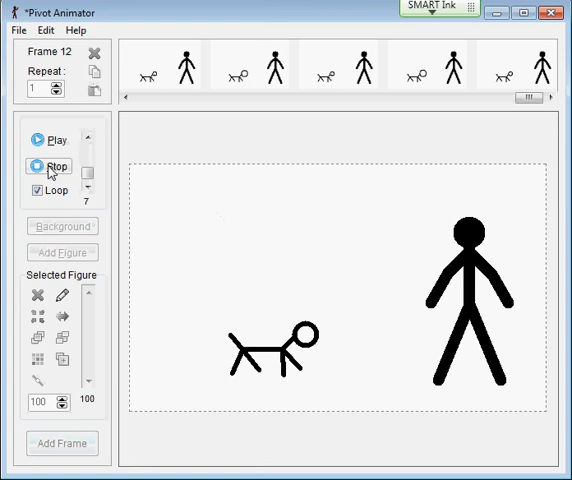 *Pivot Animator
SMART Ink
File Edit Help
Frame 12
Repeat :
1
Play
Stop
Loop
7
Background
Add Figure
Selected Figure
100
100
Add Frame